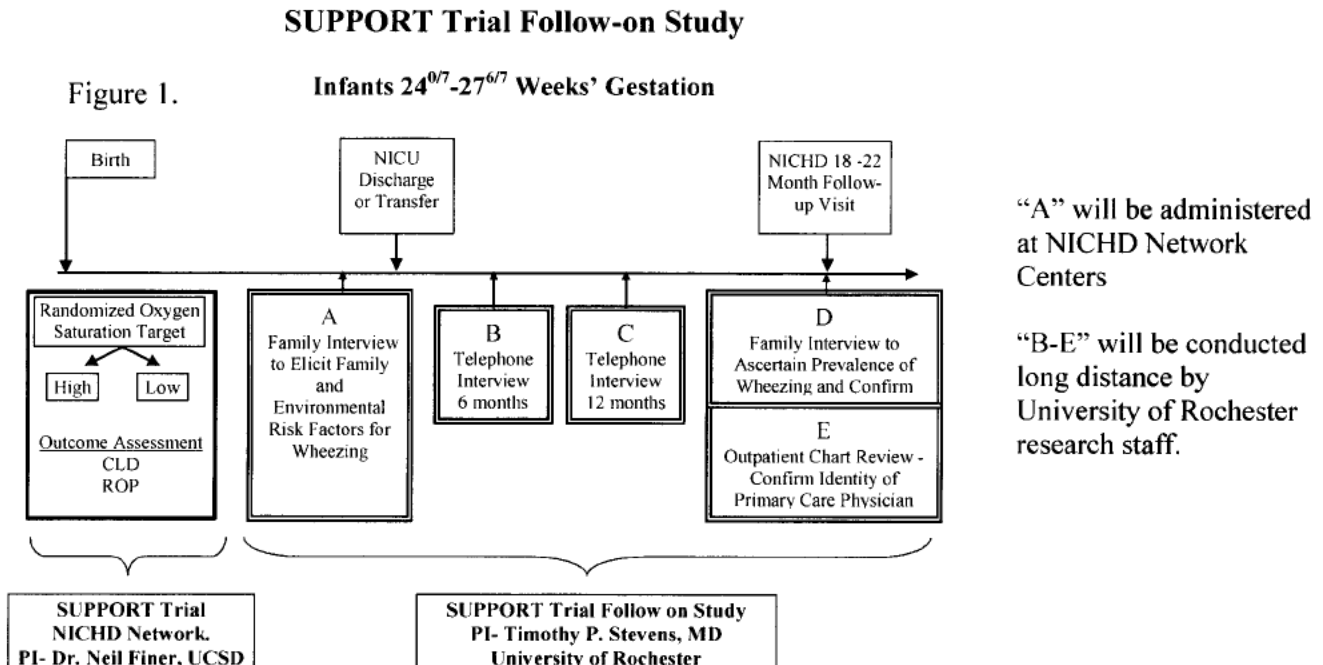 SUPPORT Trial Follow-on Study
Figure 1.
Infants 24⁰/⁷-27⁶/⁷ Weeks' Gestation
Birth
NICU
Discharge
or Transfer
NICHD 18 -22
Month Follow-
up Visit
Randomized Oxygen
Saturation Target
High
Low
Outcome Assessment
CLD
ROP
A
Family Interview
to Elicit Family
and
Environmental
Risk Factors for
Wheezing
B
Telephone
Interview
6 months
C
Telephone
Interview
12 months
D
Family Interview to
Ascertain Prevalence of
Wheezing and Confirm
E
Outpatient Chart Review -
Confirm Identity of
Primary Care Physician
"A" will be administered
at NICHD Network
Centers
"B-E" will be conducted
long distance by
University of Rochester
research staff.
SUPPORT Trial
NICHD Network.
PI- Dr. Neil Finer, UCSD
SUPPORT Trial Follow on Study
PI- Timothy P. Stevens, MD
University of Rochester